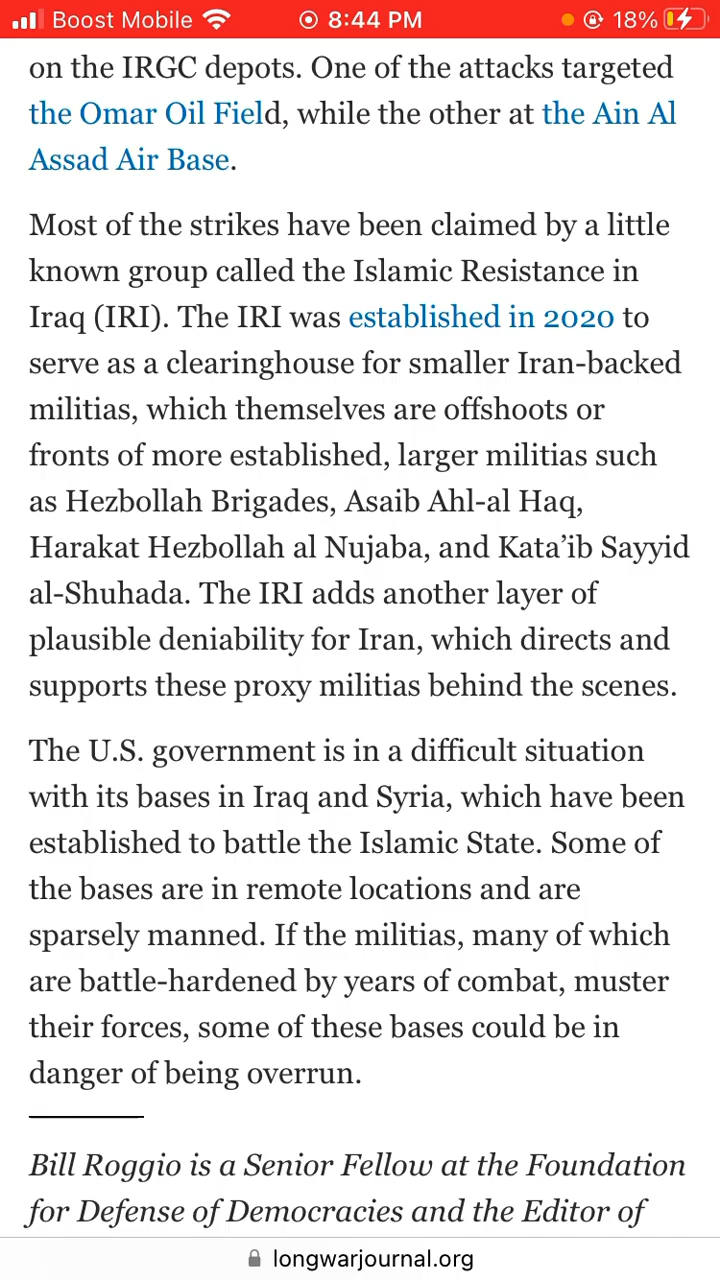 Boost Mobile 8:44 PM 18%
on the IRGC depots. One of the attacks targeted
the Omar Oil Field, while the other at the Ain Al
Assad Air Base.
Most of the strikes have been claimed by a little
known group called the Islamic Resistance in
Iraq (IRI). The IRI was established in 2020 to
serve as a clearinghouse for smaller Iran-backed
militias, which themselves are offshoots or
fronts of more established, larger militias such
as Hezbollah Brigades, Asaib Ahl-al Haq,
Harakat Hezbollah al Nujaba, and Kata’ib Sayyid
al-Shuhada. The IRI adds another layer of
plausible deniability for Iran, which directs and
supports these proxy militias behind the scenes.
The U.S. government is in a difficult situation
with its bases in Iraq and Syria, which have been
established to battle the Islamic State. Some of
the bases are in remote locations and are
sparsely manned. If the militias, many of which
are battle-hardened by years of combat, muster
their forces, some of these bases could be in
danger of being overrun.
Bill Roggio is a Senior Fellow at the Foundation
for Defense of Democracies and the Editor of
longwarjournal.org